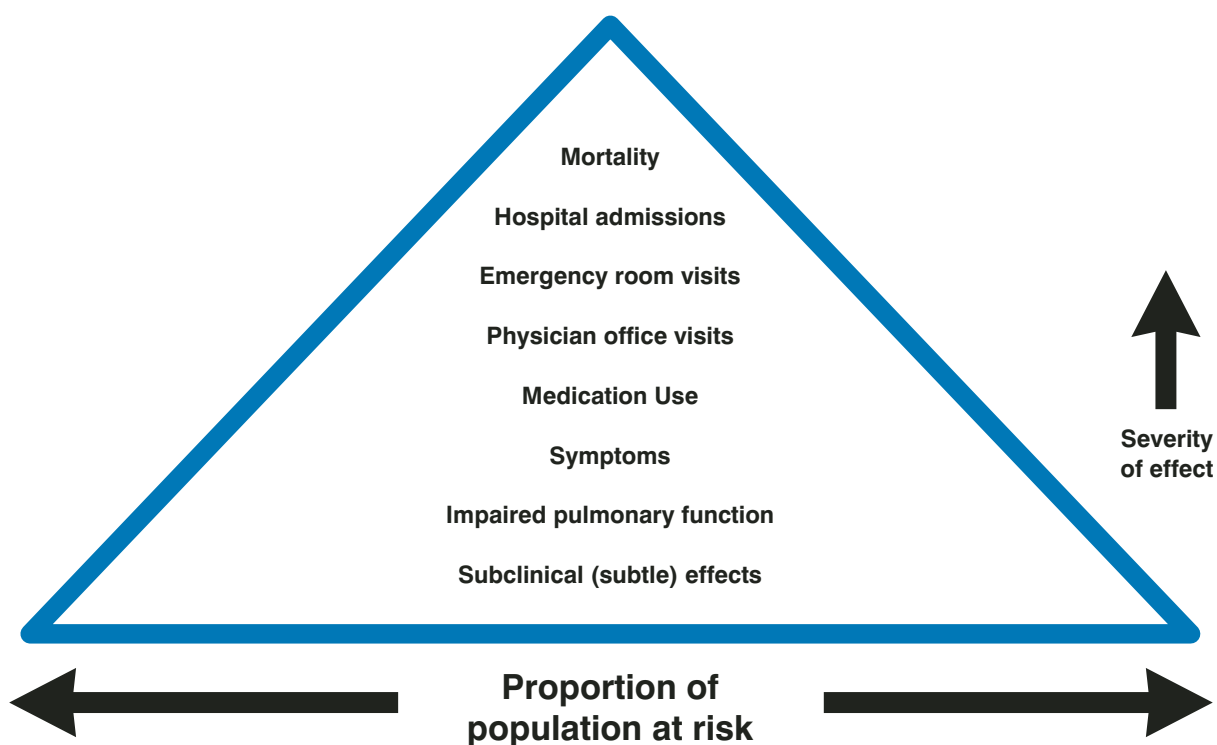 Mortality
Hospital admissions
Emergency room visits
Physician office visits
Medication Use
Symptoms
Impaired pulmonary function
Subclinical (subtle) effects
Severity
of effect
Proportion of
population at risk